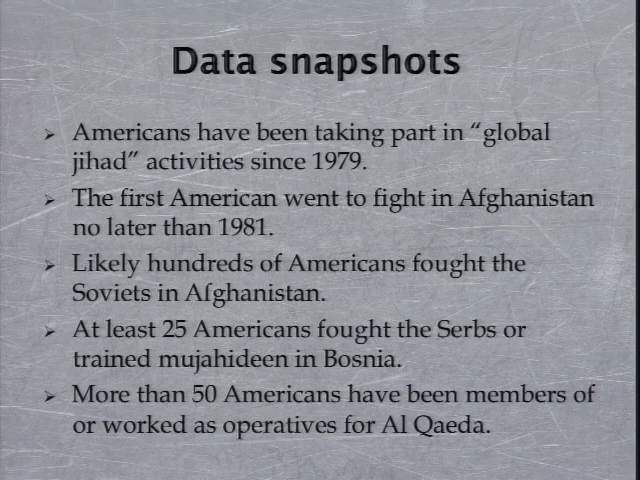 Data snapshots
➢ Americans have been taking part in “global
jihad” activities since 1979.
➢ The first American went to fight in Afghanistan
no later than 1981.
➢ Likely hundreds of Americans fought the
Soviets in Afghanistan.
➢ At least 25 Americans fought the Serbs or
trained mujahideen in Bosnia.
➢ More than 50 Americans have been members of
or worked as operatives for Al Qaeda.